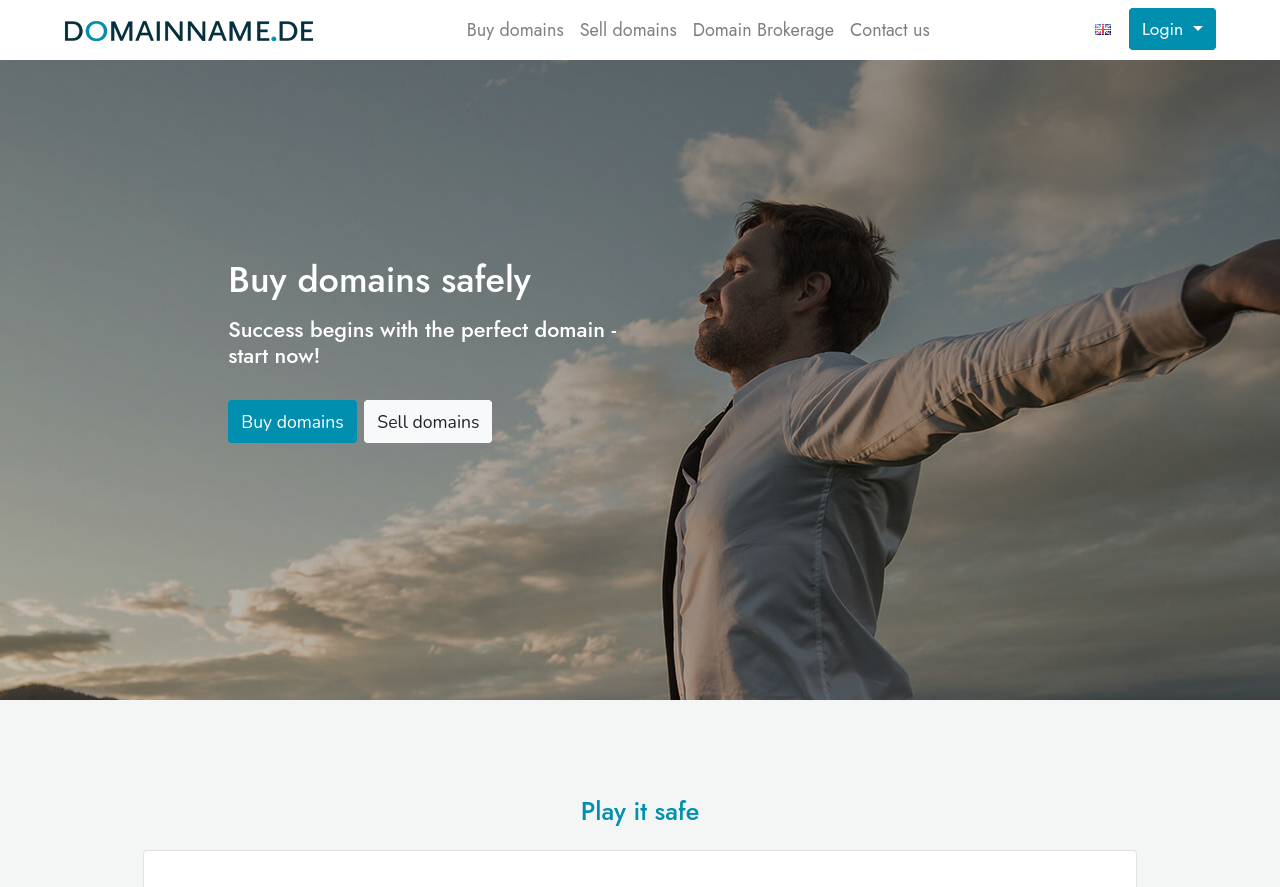 DOMAINNAME.DE
Buy domains Sell domains Domain Brokerage Contact us
Login
Buy domains safely
Success begins with the perfect domain -
start now!
Buy domains Sell domains
Play it safe